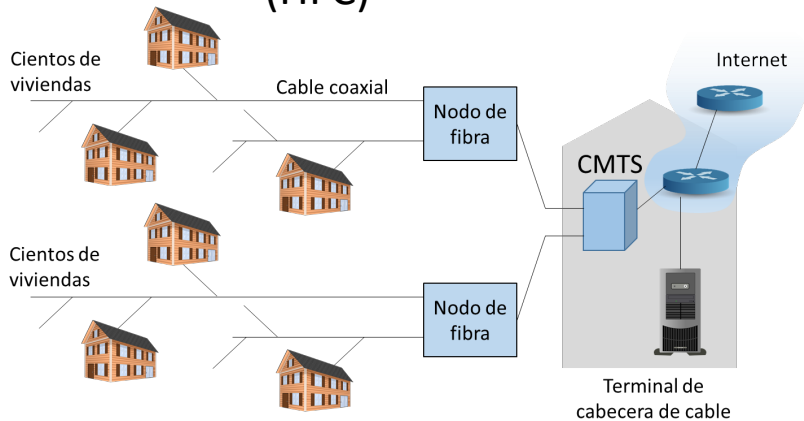 (HFC)
Cientos de
viviendas
Cable coaxial
Nodo de
fibra
Internet
CMTS
Cientos de
viviendas
Nodo de
fibra
Terminal de
cabecera de cable